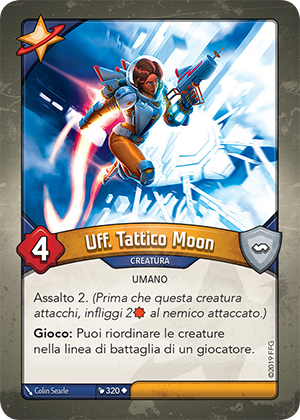 Uff. Tattico Moon
4
CREATURA
UMANO
Assalto 2. (Prima che questa creatura
attacchi, infliggi 2 al nemico attaccato.)
Gioco: Puoi riordinare le creature
nella linea di battaglia di un giocatore.
©2019 FFG
Colin Searle
320